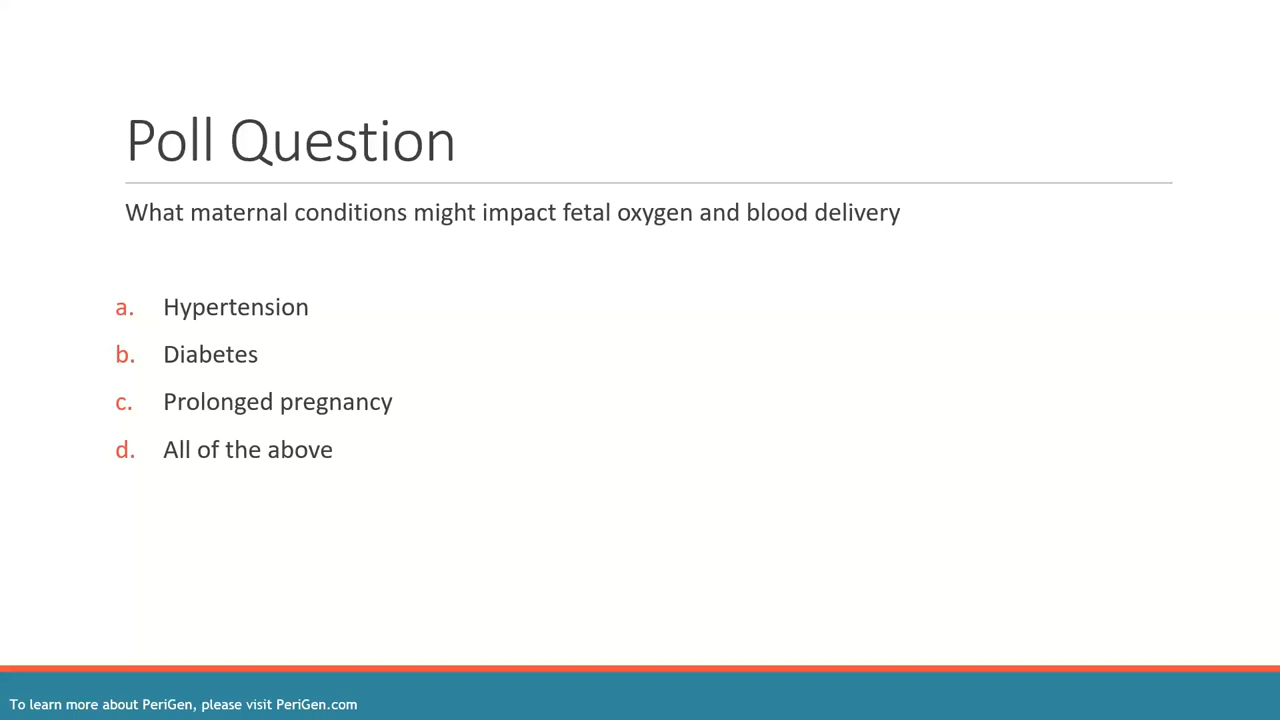 Poll Question
What maternal conditions might impact fetal oxygen and blood delivery
a. Hypertension
b. Diabetes
c. Prolonged pregnancy
d. All of the above
To learn more about PeriGen, please visit PeriGen.com